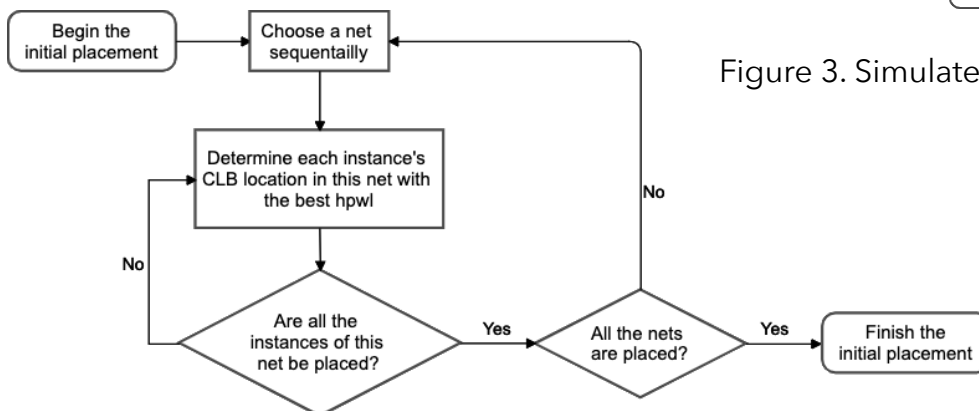 Begin the
initial placement
Choose a net
sequentailly
Figure 3. Simulate
Determine each instance's
CLB location in this net with
the best hpwl
No
No
Are all the
instances of this
net be placed?
Yes
All the nets
are placed?
Yes
Finish the
initial placement